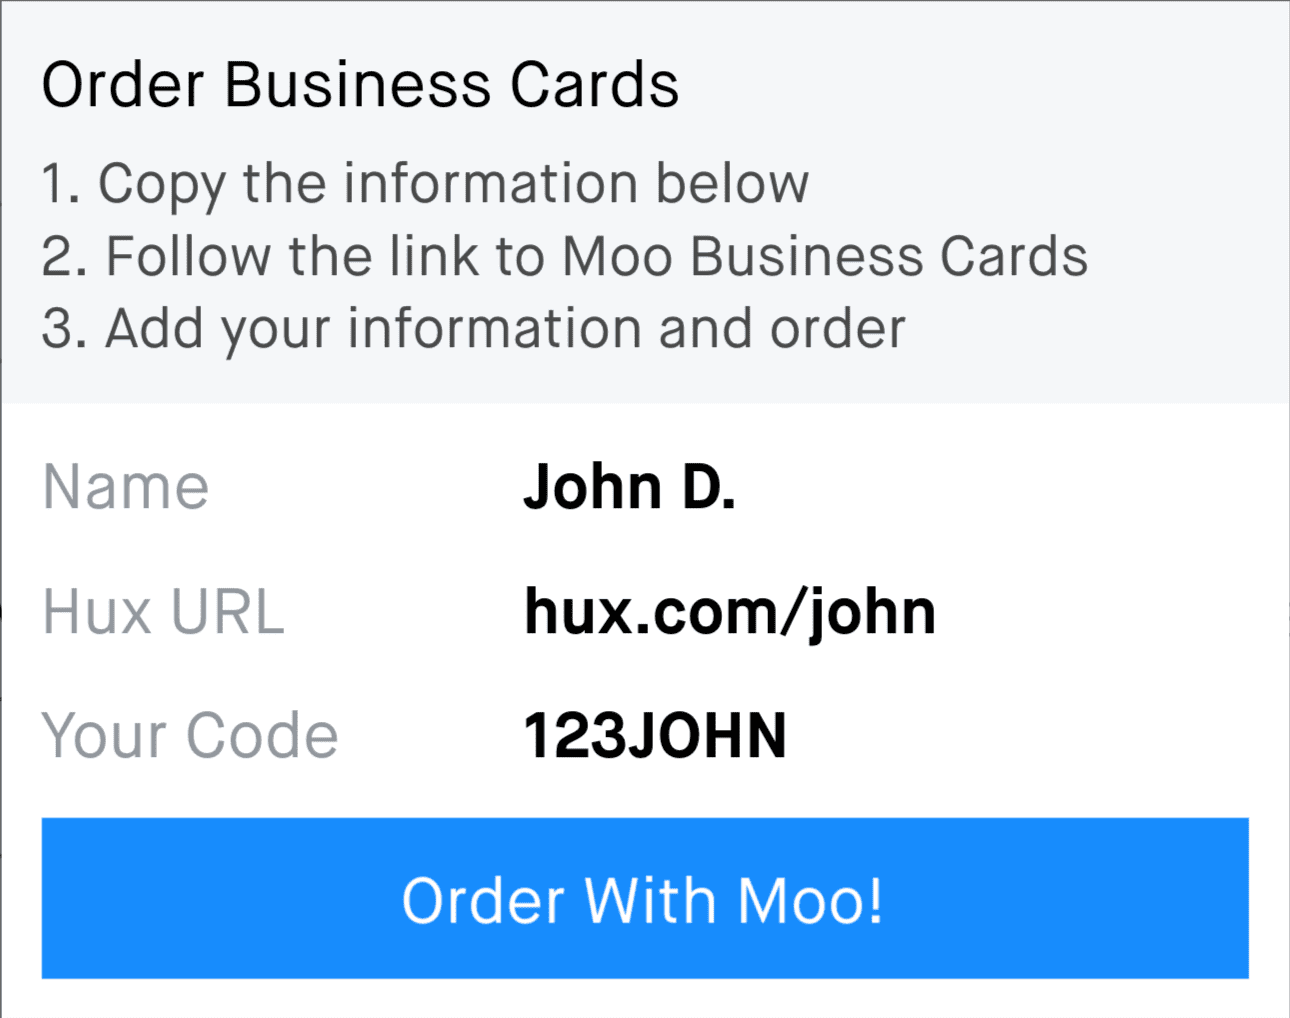 Order Business Cards
1. Copy the information below
2. Follow the link to Moo Business Cards
3. Add your information and order
Name John D.
Hux URL hux.com/john
Your Code 123JOHN
Order With Moo!